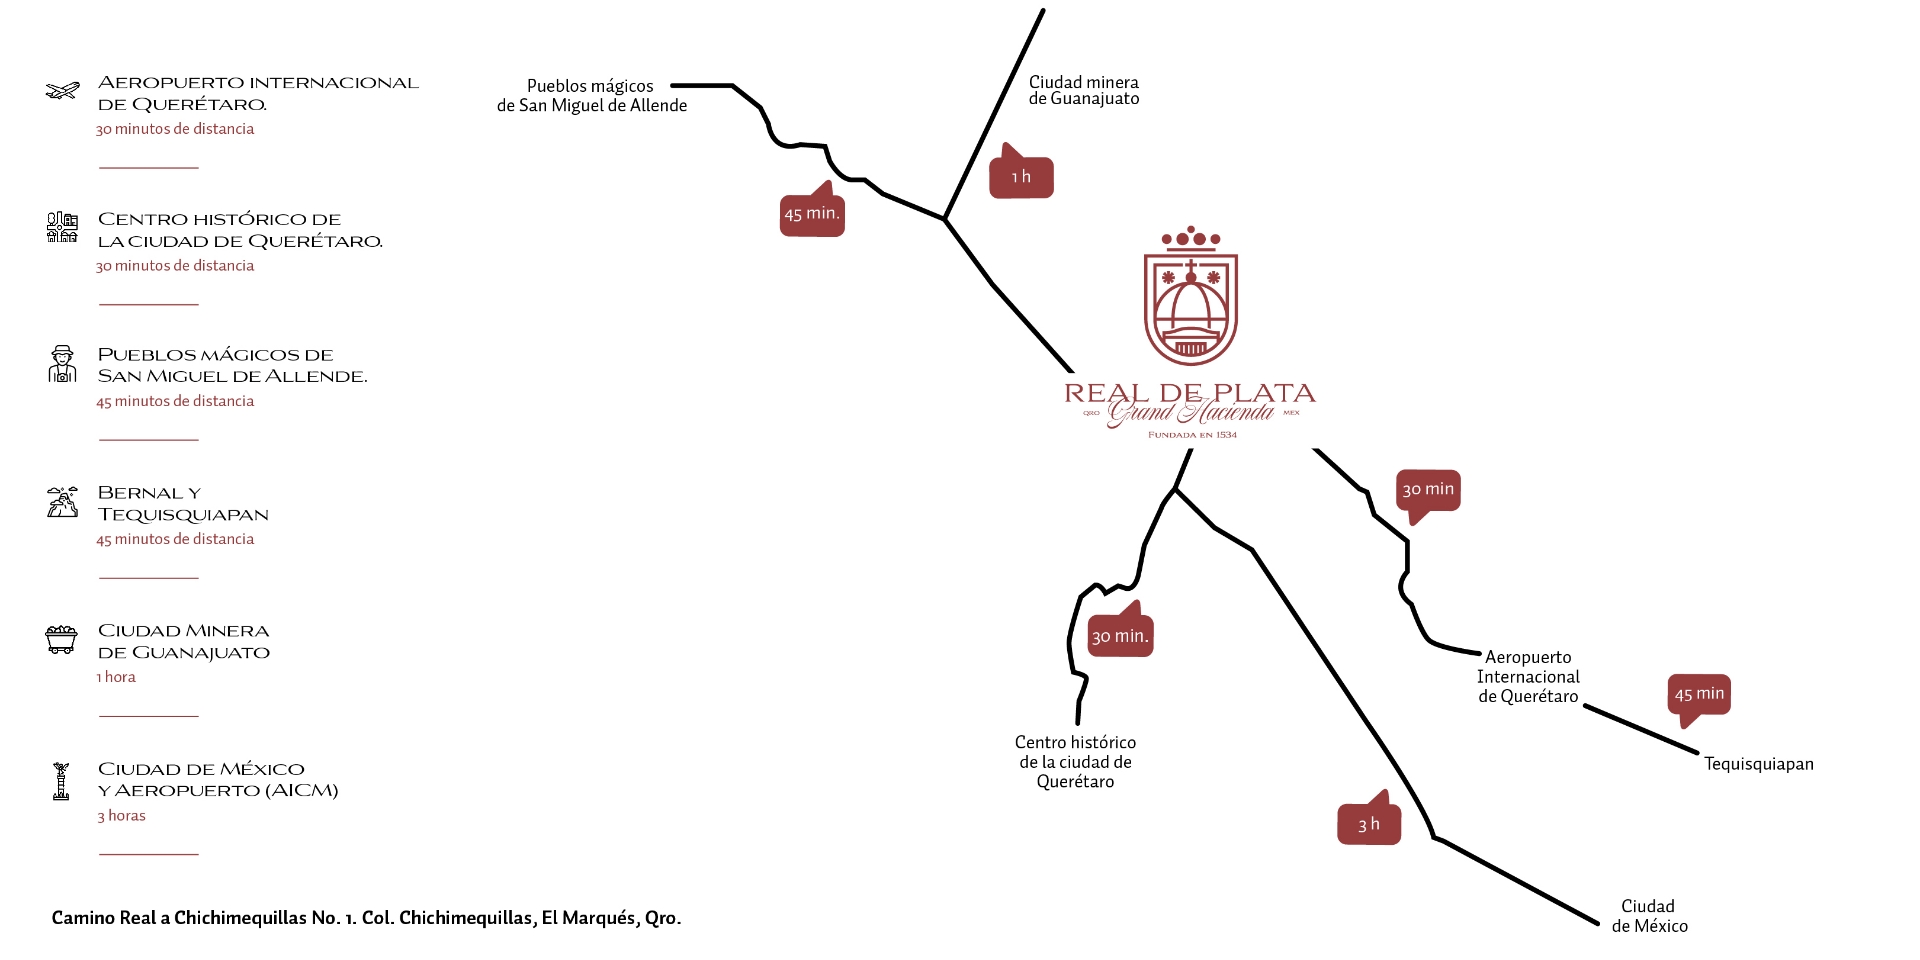 AEROPUERTO INTERNACIONAL
DE QUERÉTARO.
30 minutos de distancia
CENTRO HISTÓRICO DE
LA CIUDAD DE QUERÉTARO.
30 minutos de distancia
PUEBLOS MÁGICOS DE
SAN MIGUEL DE ALLENDE.
45 minutos de distancia
BERNAL Y
TEQUISQUIAPAN
45 minutos de distancia
CIUDAD MINERA
DE GUANAJUATO
1 hora
CIUDAD DE MÉXICO
Y AEROPUERTO (AICM)
3 horas
Camino Real a Chichimequillas No. 1. Col. Chichimequillas, El Marqués, Qro.
Pueblos mágicos
de San Miguel de Allende
45 min.
Ciudad minera
de Guanajuato
1 h
REAL DE PLATA
QRO Grand Hacienda MEX
FUNDADA EN 1534
30 min
30 min.
Aeropuerto
Internacional
de Querétaro
45 min
Tequisquiapan
Centro histórico
de la ciudad de
Querétaro
3 h
Ciudad
de México